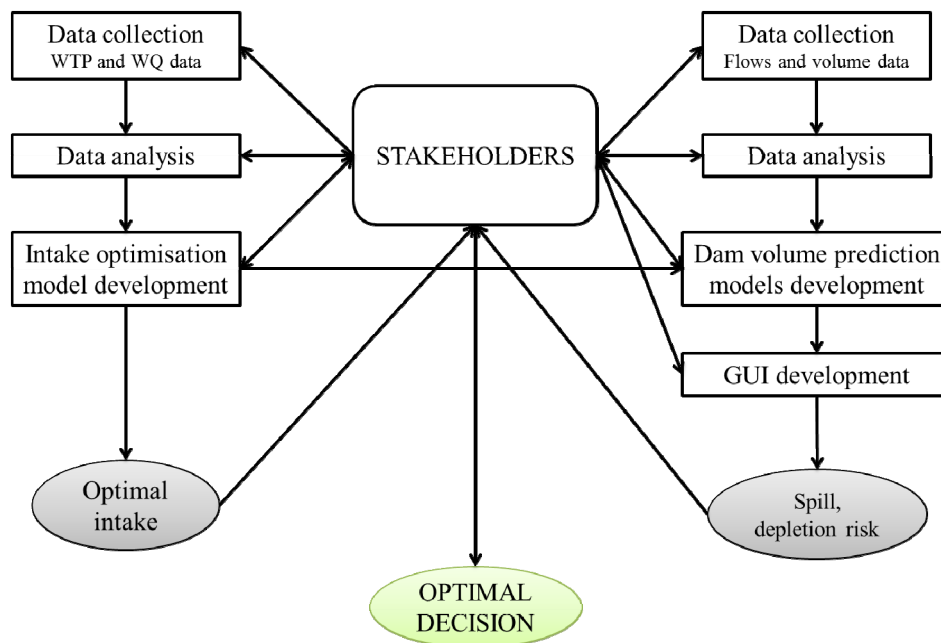 Data collection
WTP and WQ data
Data analysis
Intake optimisation
model development
Optimal
intake
STAKEHOLDERS
OPTIMAL
DECISION
Data collection
Flows and volume data
Data analysis
Dam volume prediction
models development
GUI development
Spill,
depletion risk